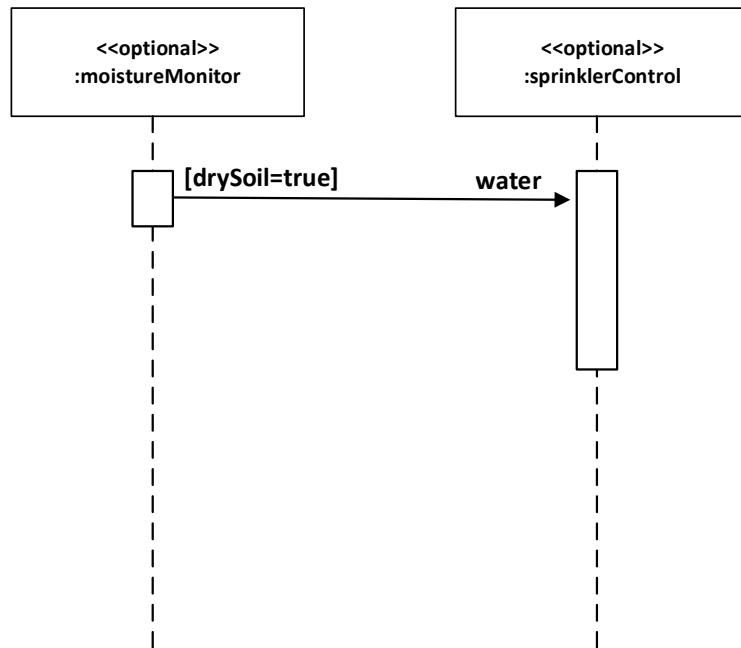 <<optional>>
:moistureMonitor
<<optional>>
:sprinklerControl
[drySoil=true]
water